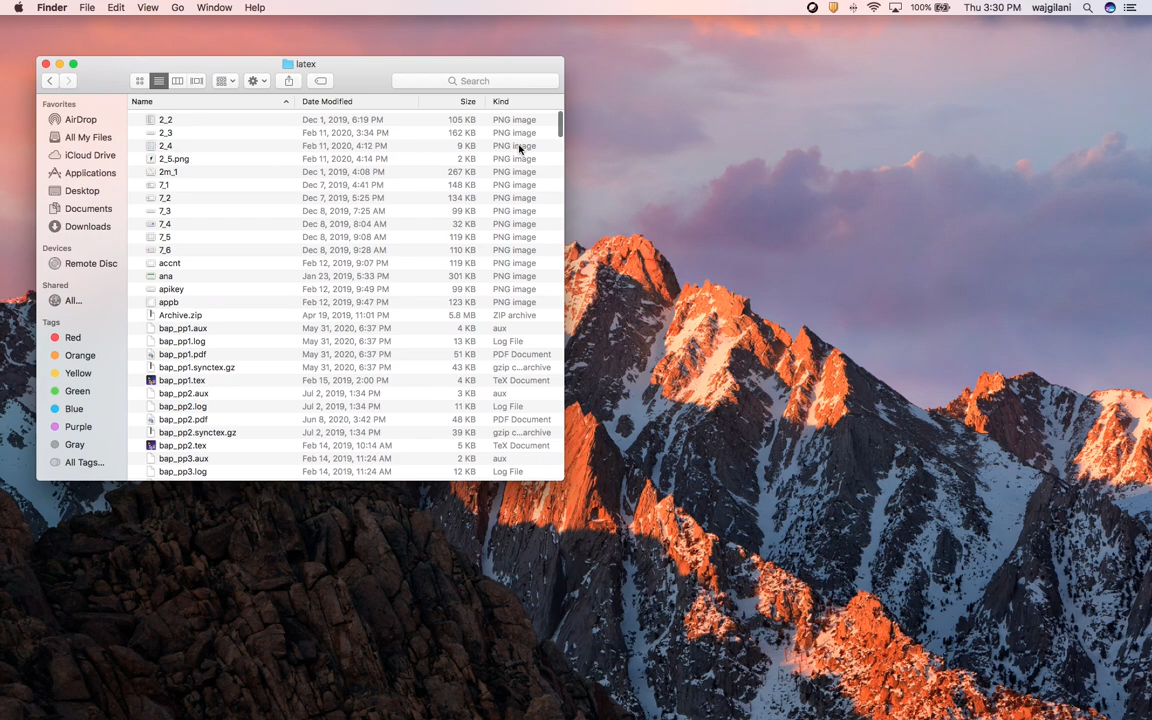 Finder File Edit View Go Window Help 100% Thu 3:30 PM wajgilani
latex
Search
Favorites
AirDrop
All My Files
iCloud Drive
Applications
Desktop
Documents
Downloads
Devices
Remote Disc
Shared
All...
Tags
Red
Orange
Yellow
Green
Blue
Purple
Gray
All Tags...
Name Date Modified Size Kind
2_2 Dec 1, 2019, 6:19 PM 105 KB PNG image
2_3 Feb 11, 2020, 3:34 PM 162 KB PNG image
2_4 Feb 11, 2020, 4:12 PM 9 KB PNG image
2_5.png Feb 11, 2020, 4:14 PM 2 KB PNG image
2m_1 Dec 1, 2019, 4:08 PM 267 KB PNG image
7_1 Dec 7, 2019, 4:41 PM 148 KB PNG image
7_2 Dec 7, 2019, 5:25 PM 134 KB PNG image
7_3 Dec 8, 2019, 7:25 AM 99 KB PNG image
7_4 Dec 8, 2019, 8:04 AM 32 KB PNG image
7_5 Dec 8, 2019, 9:08 AM 119 KB PNG image
7_6 Dec 8, 2019, 9:28 AM 110 KB PNG image
accnt Feb 12, 2019, 9:07 PM 119 KB PNG image
ana Jan 23, 2019, 5:33 PM 301 KB PNG image
apikey Feb 12, 2019, 9:49 PM 99 KB PNG image
appb Feb 12, 2019, 9:47 PM 123 KB PNG image
Archive.zip Apr 19, 2019, 11:01 PM 5.8 MB ZIP archive
bap_pp1.aux May 31, 2020, 6:37 PM 4 KB aux
bap_pp1.log May 31, 2020, 6:37 PM 13 KB Log File
bap_pp1.pdf May 31, 2020, 6:37 PM 51 KB PDF Document
bap_pp1.synctex.gz May 31, 2020, 6:37 PM 43 KB gzip c...archive
bap_pp1.tex Feb 15, 2019, 2:00 PM 4 KB TeX Document
bap_pp2.aux Jul 2, 2019, 1:34 PM 3 KB aux
bap_pp2.log Jul 2, 2019, 1:34 PM 11 KB Log File
bap_pp2.pdf Jun 8, 2020, 3:42 PM 48 KB PDF Document
bap_pp2.synctex.gz Jul 2, 2019, 1:34 PM 39 KB gzip c...archive
bap_pp2.tex Feb 14, 2019, 10:14 AM 5 KB TeX Document
bap_pp3.aux Feb 14, 2019, 11:24 AM 2 KB aux
bap_pp3.log Feb 14, 2019, 11:24 AM 12 KB Log File